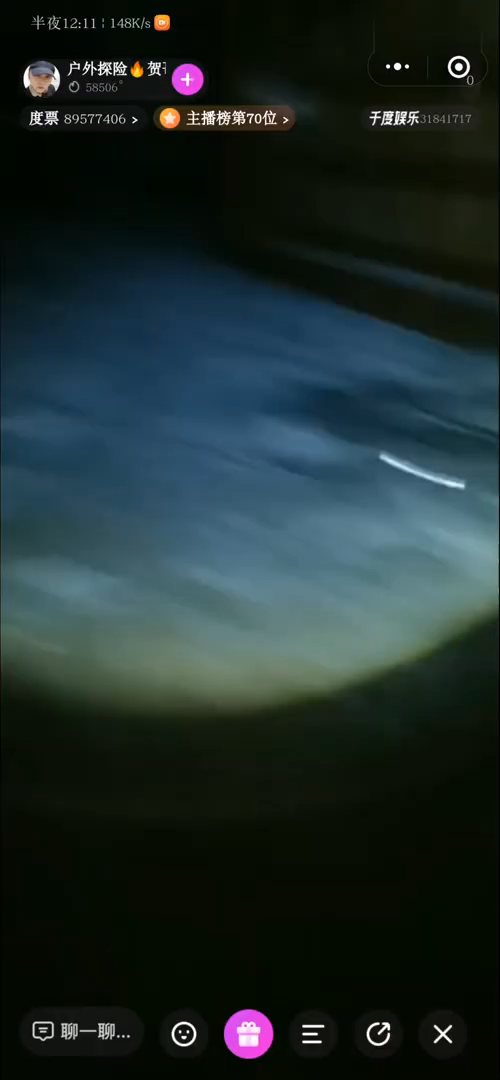 半夜12:11 148K/s
户外探险🔥贺
58506°
0
度票 89577406 >
主播榜第70位 >
千度娱乐31841717
聊一聊...